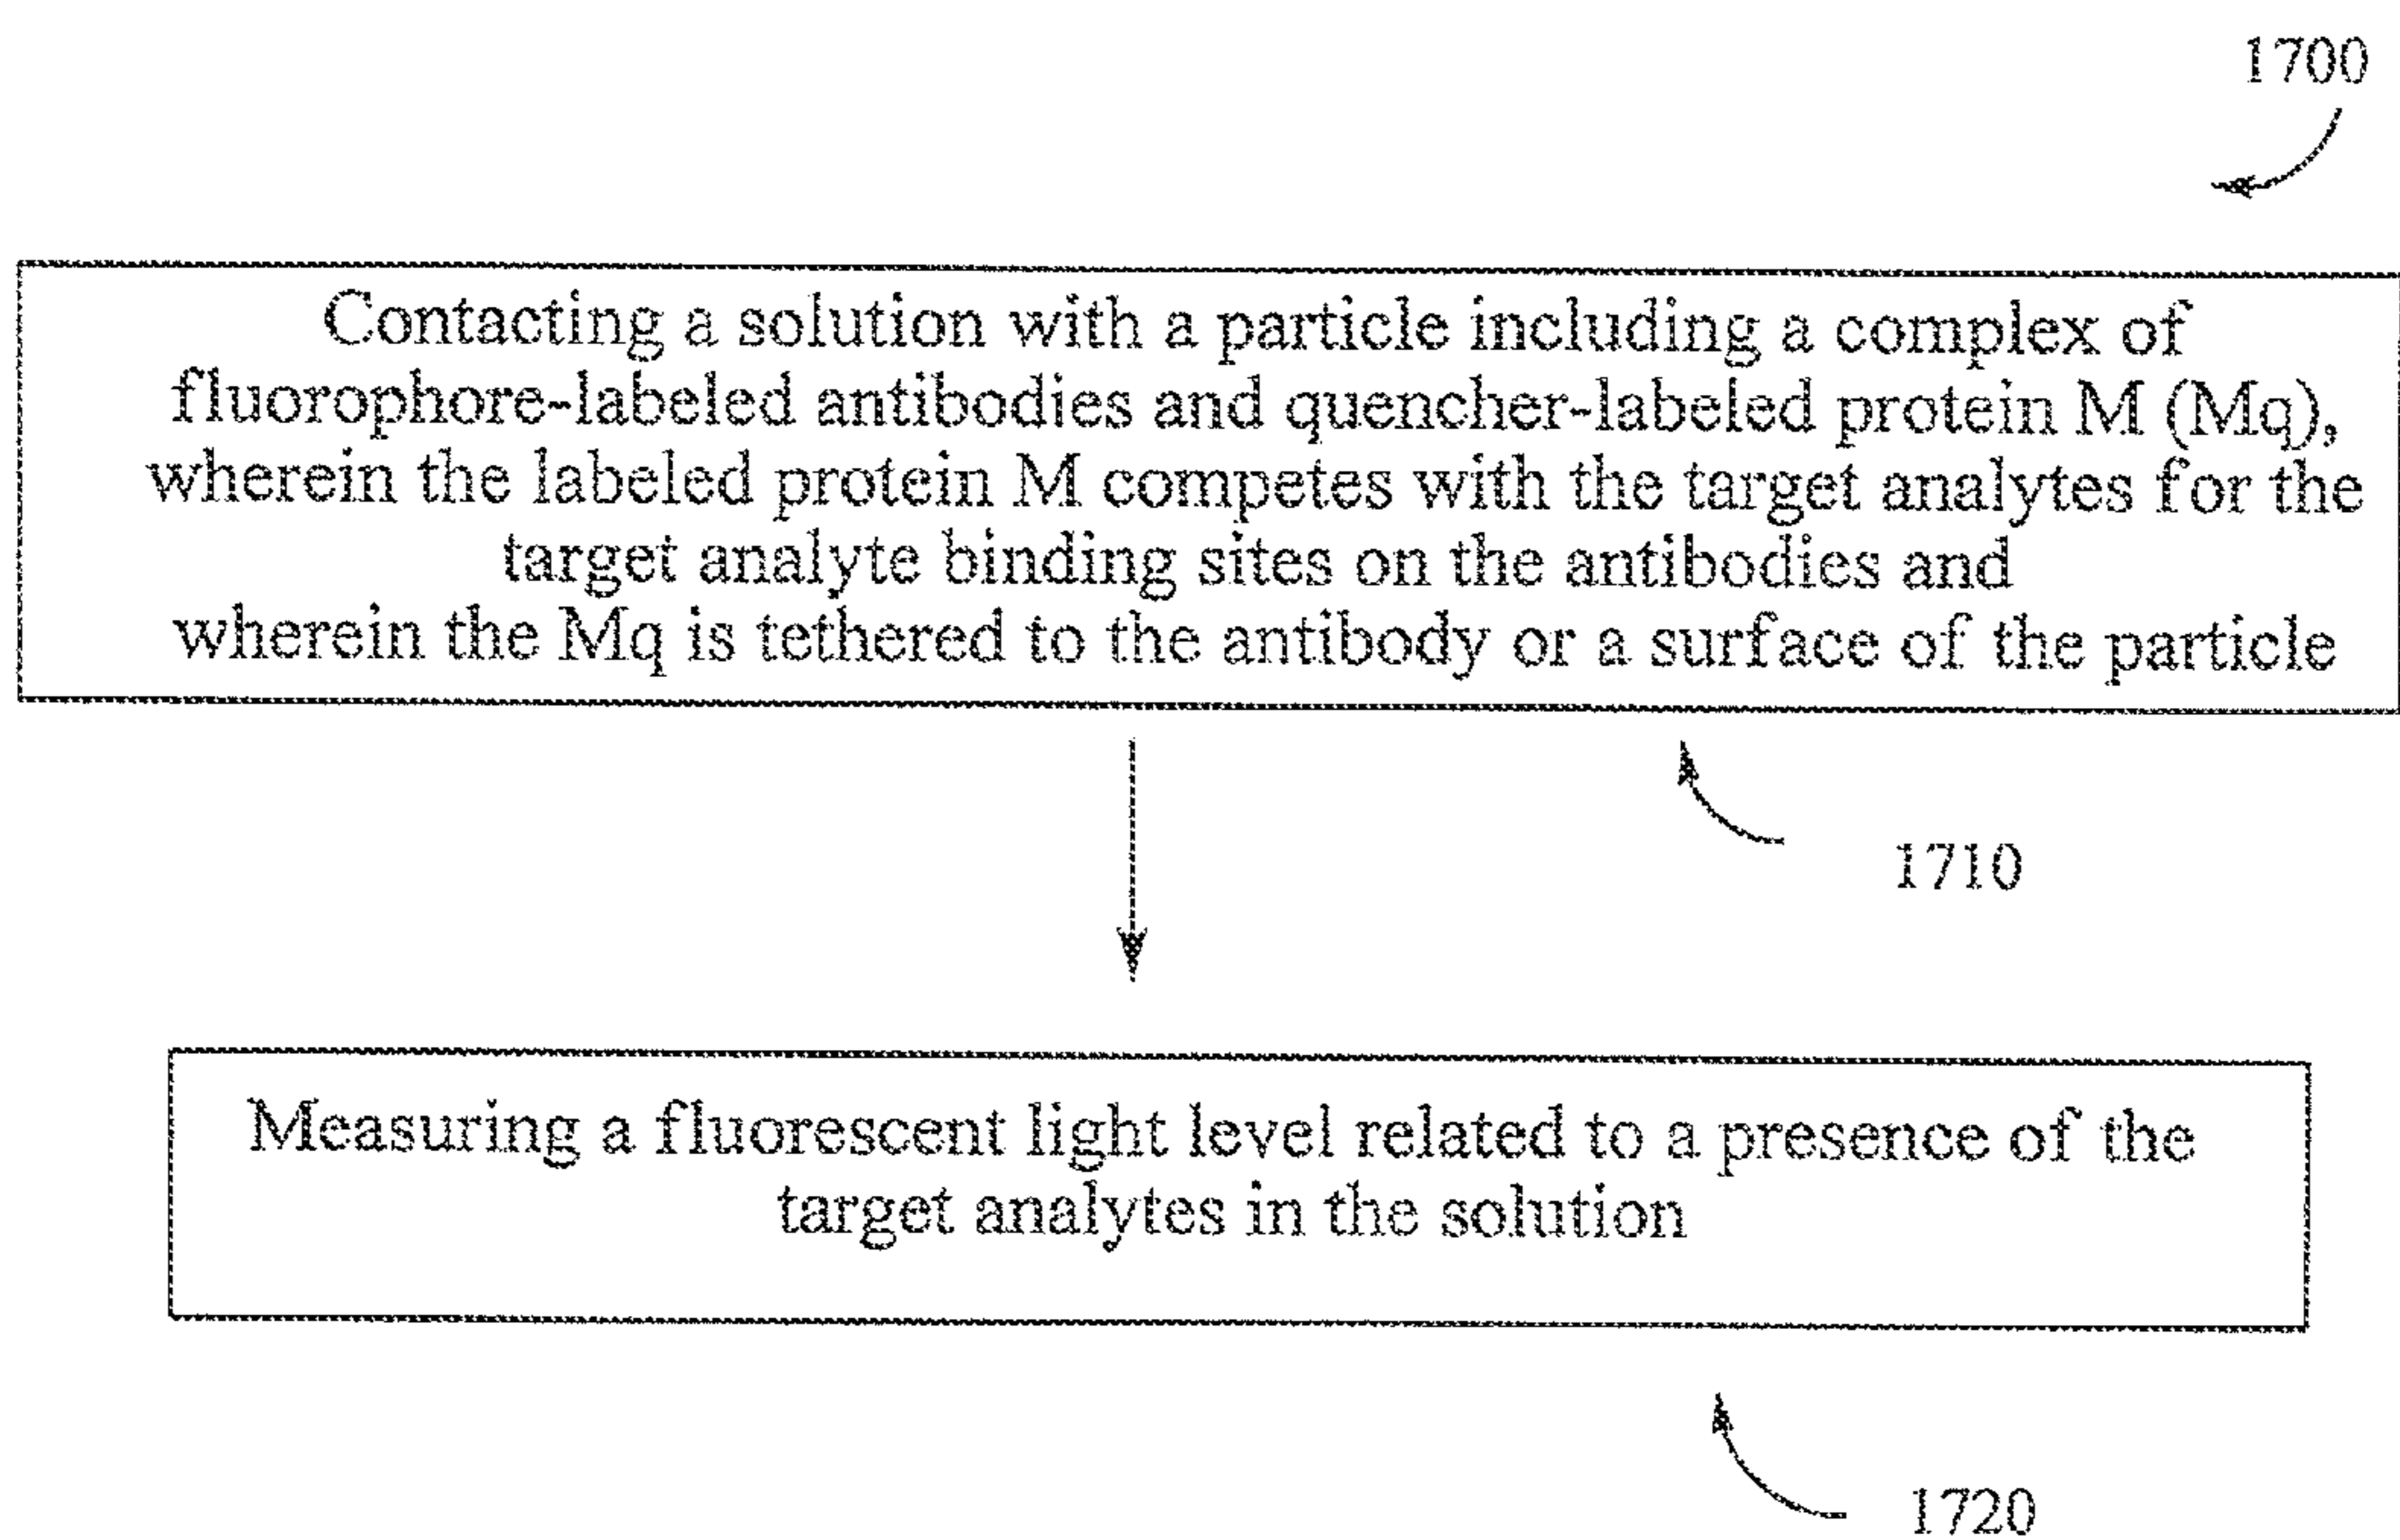 1700
Contacting a solution with a particle including a complex of
fluorophore-labeled antibodies and quencher-labeled protein M (Mq),
wherein the labeled protein M competes with the target analytes for the
target analyte binding sites on the antibodies and
wherein the Mq is tethered to the antibody or a surface of the particle
1710
Measuring a fluorescent light level related to a presence of the
target analytes in the solution
1720